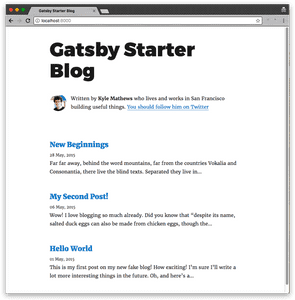 Gatsby Starter Blog
localhost:8000
Gatsby Starter
Blog
Written by Kyle Mathews who lives and works in San Francisco
building useful things. You should follow him on Twitter
New Beginnings
28 May, 2015
Far far away, behind the word mountains, far from the countries Vokalia and
Consonantia, there live the blind texts. Separated they live in...
My Second Post!
06 May, 2015
Wow! I love blogging so much already. Did you know that "despite its name,
salted duck eggs can also be made from chicken eggs, though the...
Hello World
01 May, 2015
This is my first post on my new fake blog! How exciting! I'm sure I'll write a
lot more interesting things in the future. Oh, and here's a...